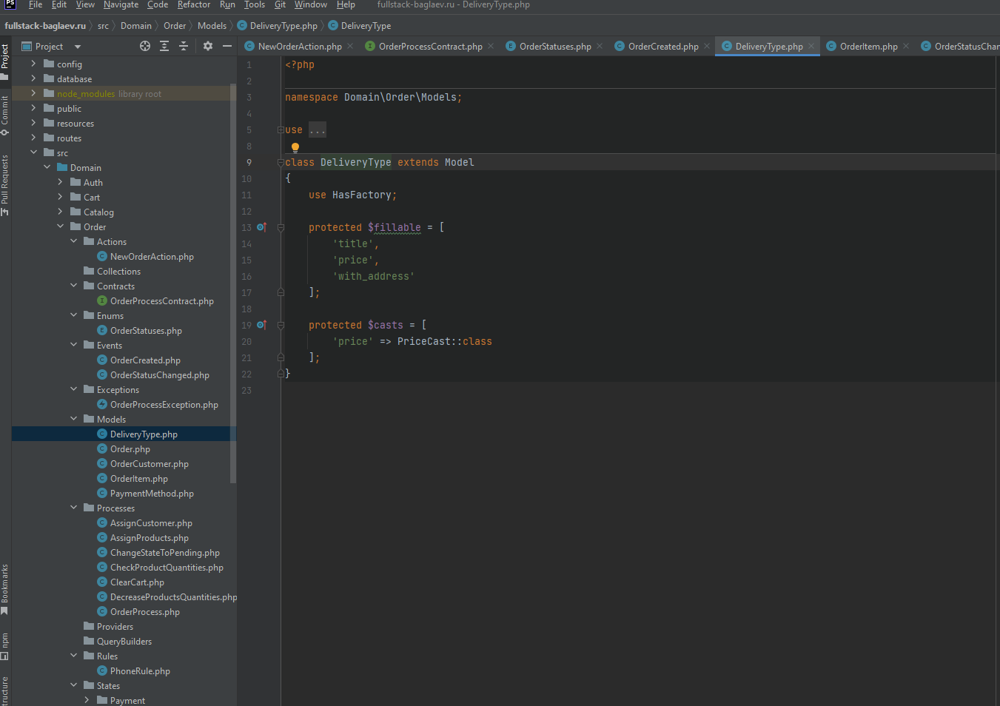 PS File Edit View Navigate Code Refactor Run Tools Git Window Help fullstack-baglaev.ru - DeliveryType.php
fullstack-baglaev.ru src Domain Order Models DeliveryType.php DeliveryType
Project
NewOrderAction.php OrderProcessContract.php OrderStatuses.php OrderCreated.php DeliveryType.php OrderItem.php OrderStatusChan
Project
Commit
Pull Requests
Bookmarks
npm
tructure
config
database
node_modules library root
public
resources
routes
src
Domain
Auth
Cart
Catalog
Order
Actions
NewOrderAction.php
Collections
Contracts
OrderProcessContract.php
Enums
OrderStatuses.php
Events
OrderCreated.php
OrderStatusChanged.php
Exceptions
OrderProcessException.php
Models
DeliveryType.php
Order.php
OrderCustomer.php
OrderItem.php
PaymentMethod.php
Processes
AssignCustomer.php
AssignProducts.php
ChangeStateToPending.php
CheckProductQuantities.php
ClearCart.php
DecreaseProductsQuantities.php
OrderProcess.php
Providers
QueryBuilders
Rules
PhoneRule.php
States
Payment
1 <?php
2
3 namespace Domain\Order\Models;
4
5 use ...
8
9 class DeliveryType extends Model
10 {
11 use HasFactory;
12
13 protected $fillable = [
14 'title',
15 'price',
16 'with_address'
17 ];
18
19 protected $casts = [
20 'price' => PriceCast::class
21 ];
22 }
23